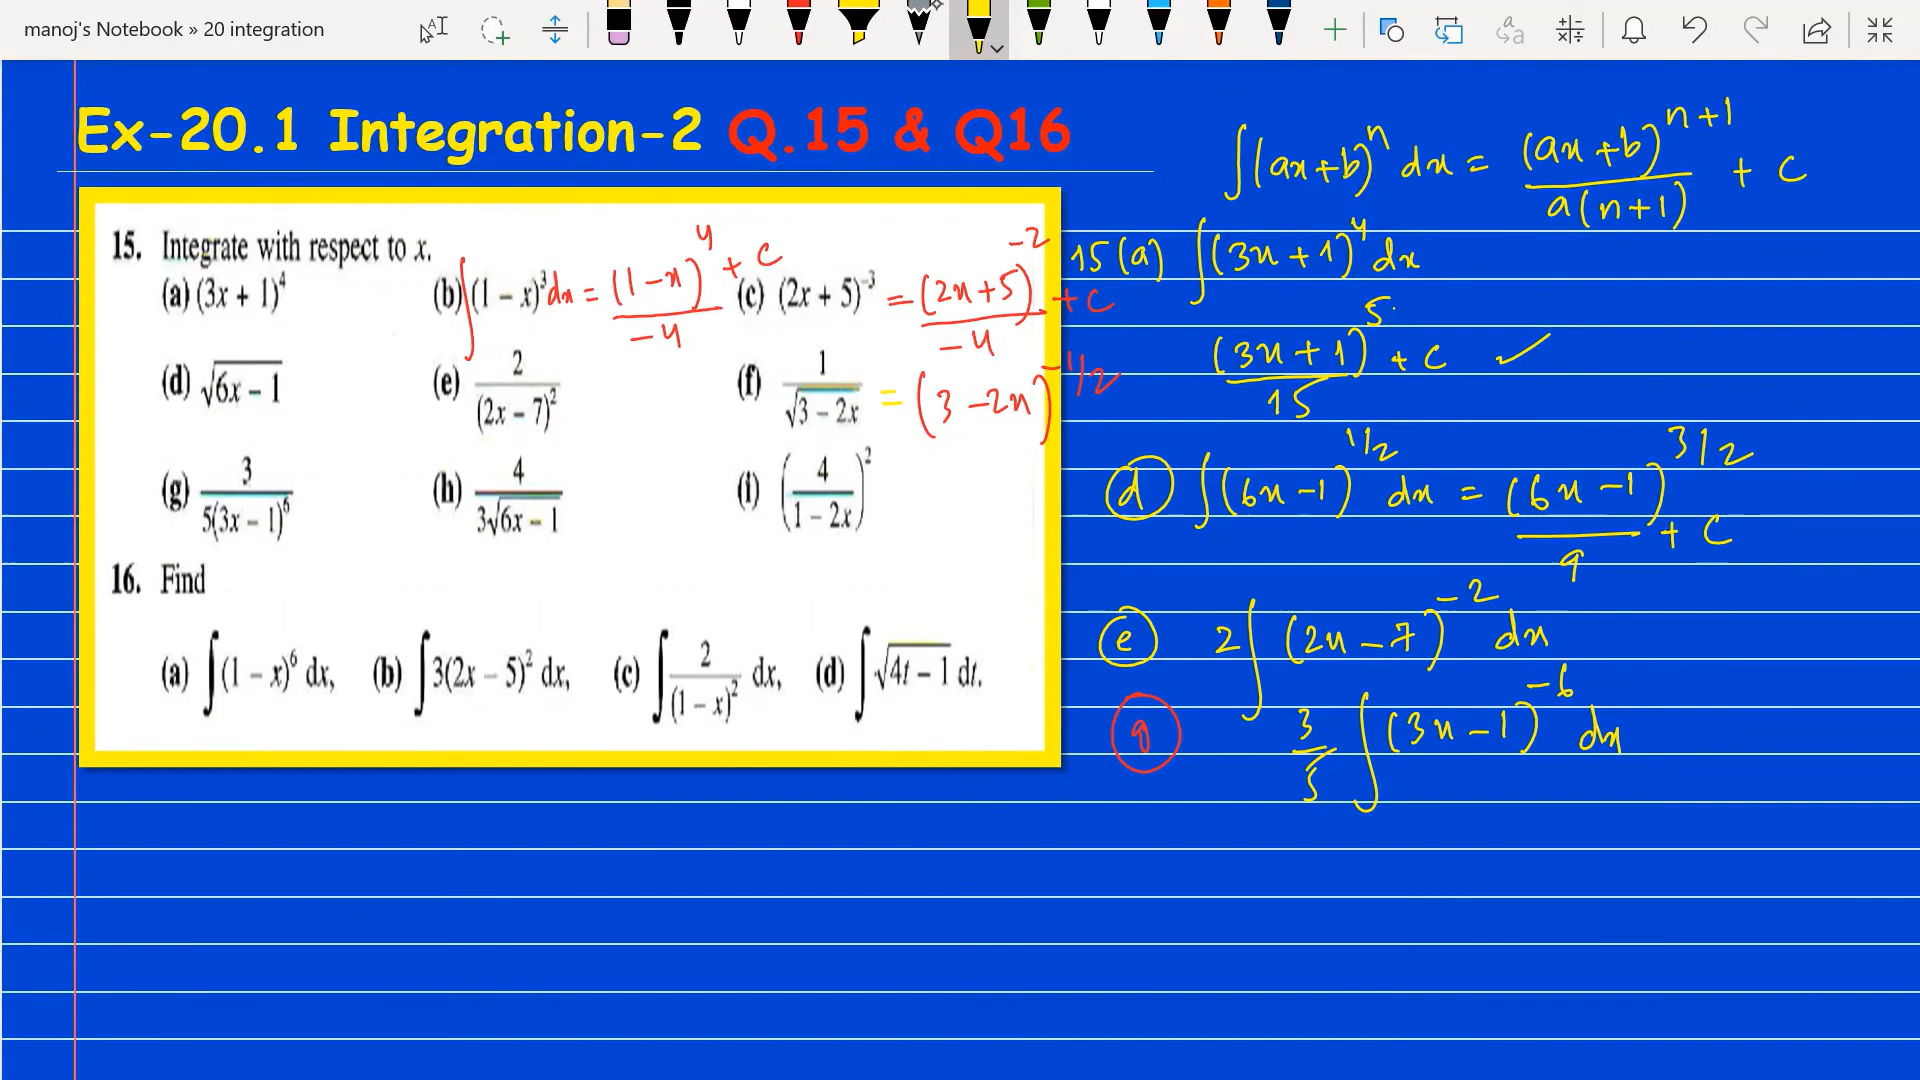 manoj's Notebook » 20 integration
Ex-20.1 Integration-2 Q.15 & Q16
∫(ax+b)^n dx = (ax+b)^(n+1) / a(n+1) + c
15. Integrate with respect to x.
(a) (3x + 1)^4 (b) ∫(1 – x)^3 dx = (1-x)^4 / -4 + c (c) (2x + 5)^-3 = (2x+5)^-2 / -4 + c
(d) √(6x – 1) (e) 2 / (2x – 7)^2 (f) 1 / √(3 – 2x) = (3-2x)^-1/2
(g) 3 / 5(3x – 1)^6 (h) 4 / 3√(6x – 1) (i) (4 / (1 – 2x))^2
16. Find
(a) ∫(1 – x)^6 dx, (b) ∫3(2x – 5)^2 dx, (c) ∫ 2 / (1 – x)^2 dx, (d) ∫√(4t – 1) dt.
15(a) ∫(3x+1)^4 dx
(3x+1)^5 / 15 + c ✓
(d) ∫(6x-1)^1/2 dx = (6x-1)^3/2 / 9 + c
(e) 2∫(2x-7)^-2 dx
(g) 3/5 ∫(3x-1)^-6 dx